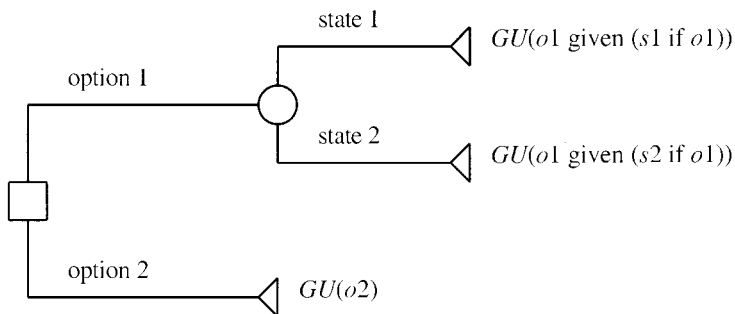 state 1
GU(o1 given (s1 if o1))
option 1
state 2
GU(o1 given (s2 if o1))
option 2
GU(o2)